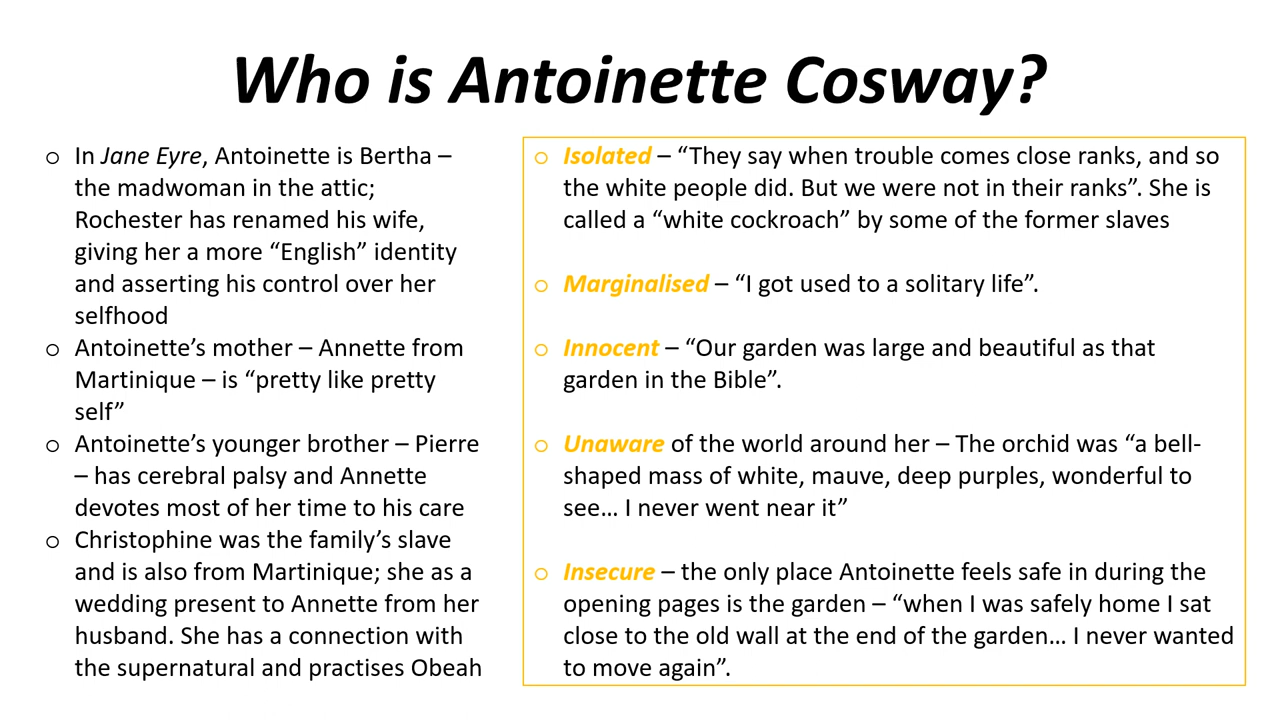 Who is Antoinette Cosway?
o In Jane Eyre, Antoinette is Bertha –
the madwoman in the attic;
Rochester has renamed his wife,
giving her a more “English” identity
and asserting his control over her
selfhood
o Antoinette’s mother – Annette from
Martinique – is “pretty like pretty
self”
o Antoinette’s younger brother – Pierre
– has cerebral palsy and Annette
devotes most of her time to his care
o Christophine was the family’s slave
and is also from Martinique; she as a
wedding present to Annette from her
husband. She has a connection with
the supernatural and practises Obeah
o Isolated – “They say when trouble comes close ranks, and so
the white people did. But we were not in their ranks”. She is
called a “white cockroach” by some of the former slaves
o Marginalised – “I got used to a solitary life”.
o Innocent – “Our garden was large and beautiful as that
garden in the Bible”.
o Unaware of the world around her – The orchid was “a bell-
shaped mass of white, mauve, deep purples, wonderful to
see… I never went near it”
o Insecure – the only place Antoinette feels safe in during the
opening pages is the garden – “when I was safely home I sat
close to the old wall at the end of the garden… I never wanted
to move again”.